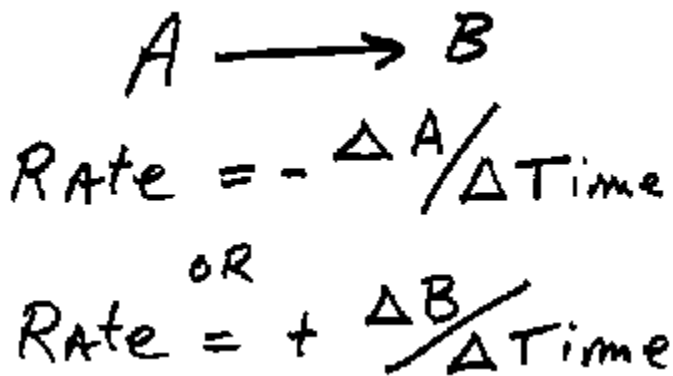 A → B
RAte = - ΔA/ΔTime
OR
RAte = + ΔB/ΔTime